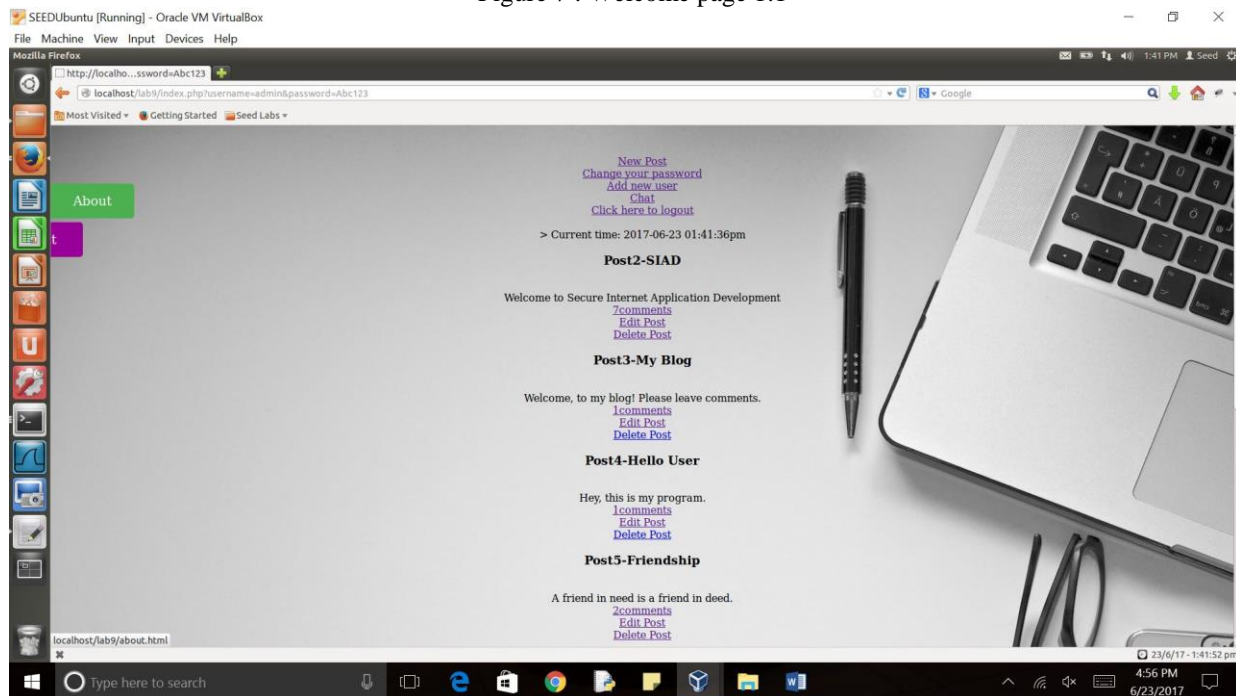 Figure 7 : Welcome page 1.1
SEEDUbuntu [Running] - Oracle VM VirtualBox
File Machine View Input Devices Help
Mozilla Firefox
1:41 PM Seed
http://localho...ssword=Abc123
localhost/lab9/index.php?username=admin&password=Abc123
Google
Most Visited Getting Started Seed Labs
New Post
Change your password
Add new user
Chat
Click here to logout
About
t
> Current time: 2017-06-23 01:41:36pm
Post2-SIAD
Welcome to Secure Internet Application Development
7comments
Edit Post
Delete Post
Post3-My Blog
Welcome, to my blog! Please leave comments.
1comments
Edit Post
Delete Post
Post4-Hello User
Hey, this is my program.
1comments
Edit Post
Delete Post
Post5-Friendship
A friend in need is a friend in deed.
2comments
Edit Post
Delete Post
localhost/lab9/about.html
23/6/17 - 1:41:52 pm
Type here to search
4:56 PM
6/23/2017